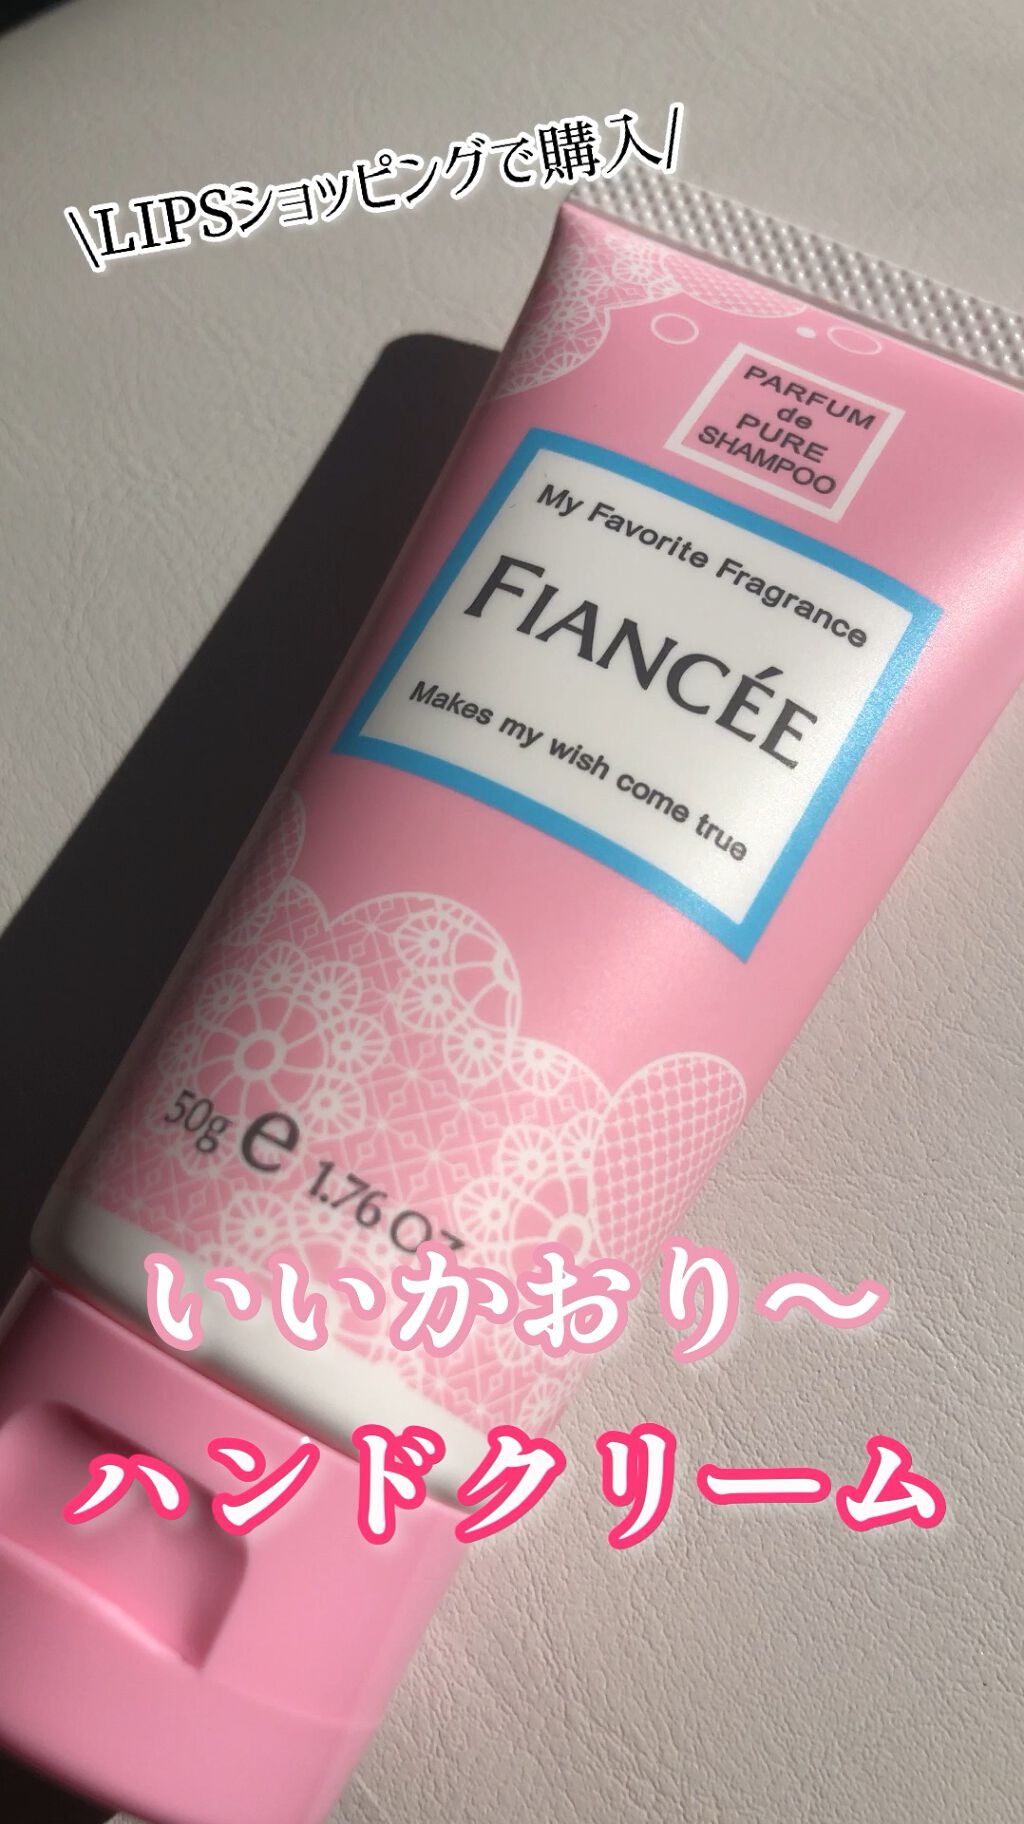 \LIPSショッピングで購入/
PARFUM
de
PURE
SHAMPOO
My Favorite Fragrance
FIANCÉE
Makes my wish come true
50g e 1.76 OZ
いいかおり〜
ハンドクリーム